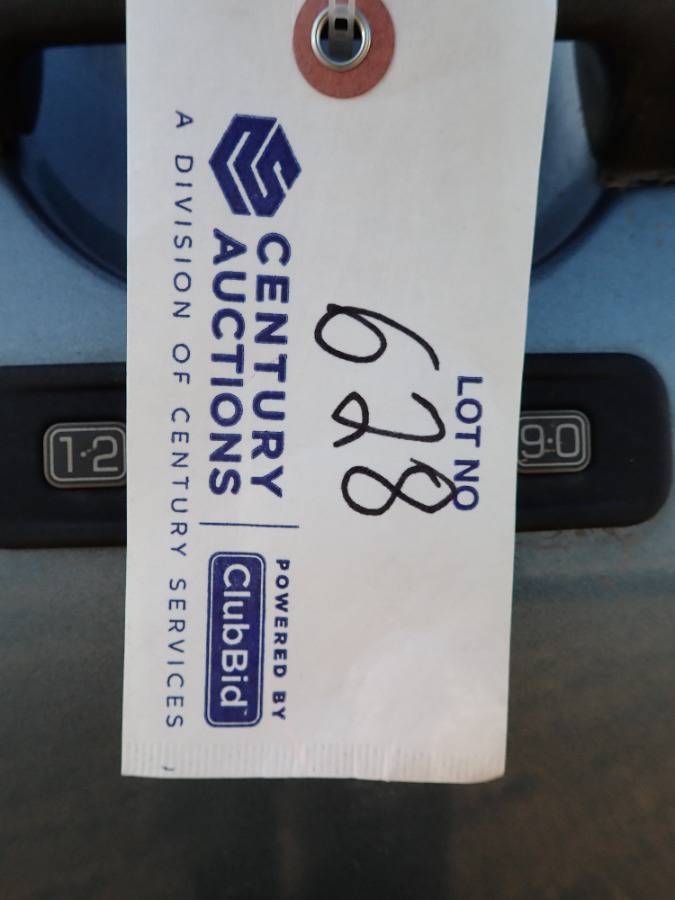 LOT NO
628
CENTURY
AUCTIONS
POWERED BY
ClubBid
A DIVISION OF CENTURY SERVICES
1·2
9·0